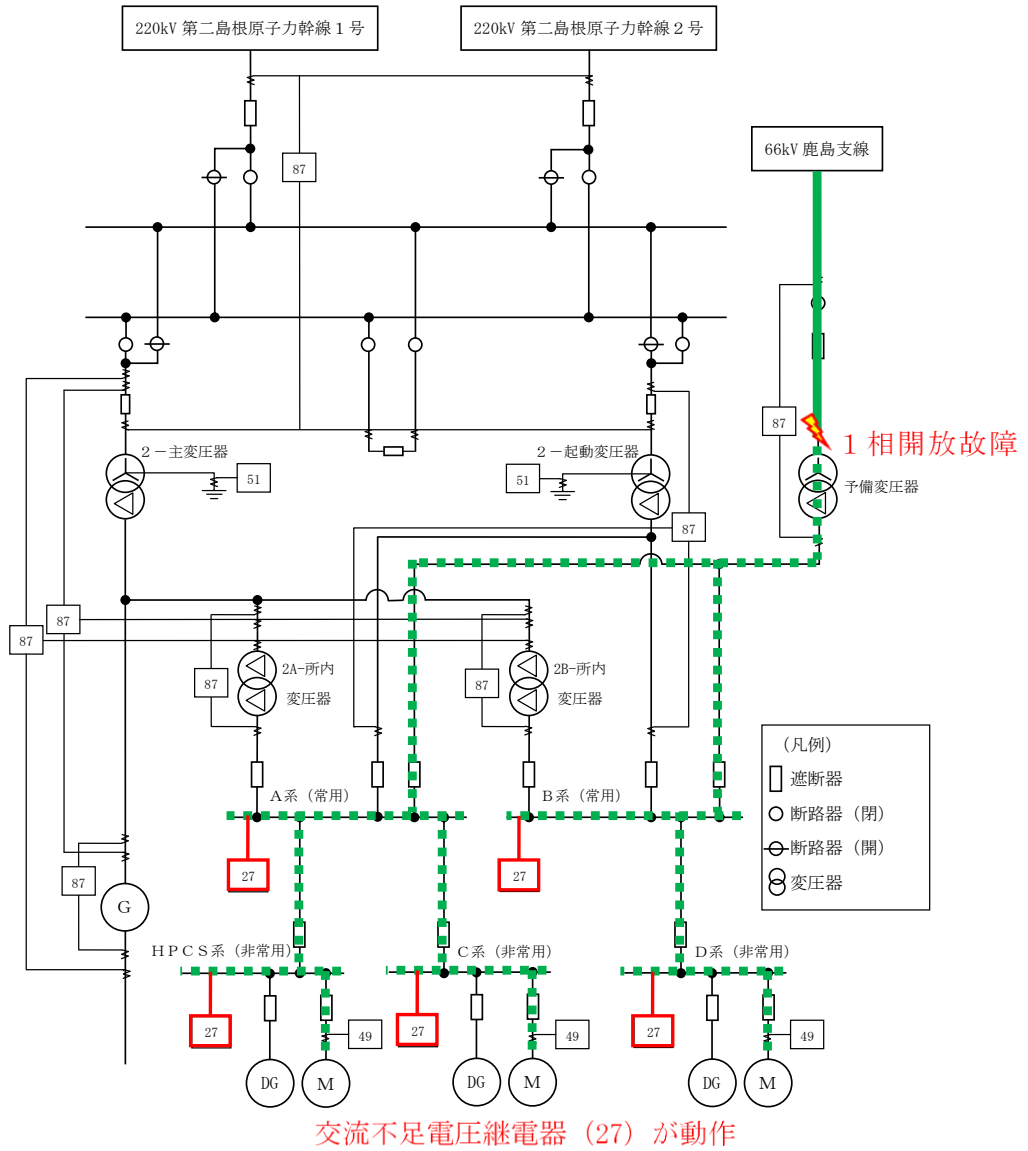 220kV 第二島根原子力幹線1号
220kV 第二島根原子力幹線2号
66kV 鹿島支線
87
87
1相開放故障
2-主変圧器
51
2-起動変圧器
51
予備変圧器
87
87
87
2A-所内
変圧器
87
2B-所内
変圧器
87
(凡例)
遮断器
断路器(閉)
断路器(開)
変圧器
A系(常用)
B系(常用)
27
27
87
G
HPCS系(非常用)
C系(非常用)
D系(非常用)
27
49
27
49
27
49
DG
M
DG
M
DG
M
交流不足電圧継電器(27)が動作